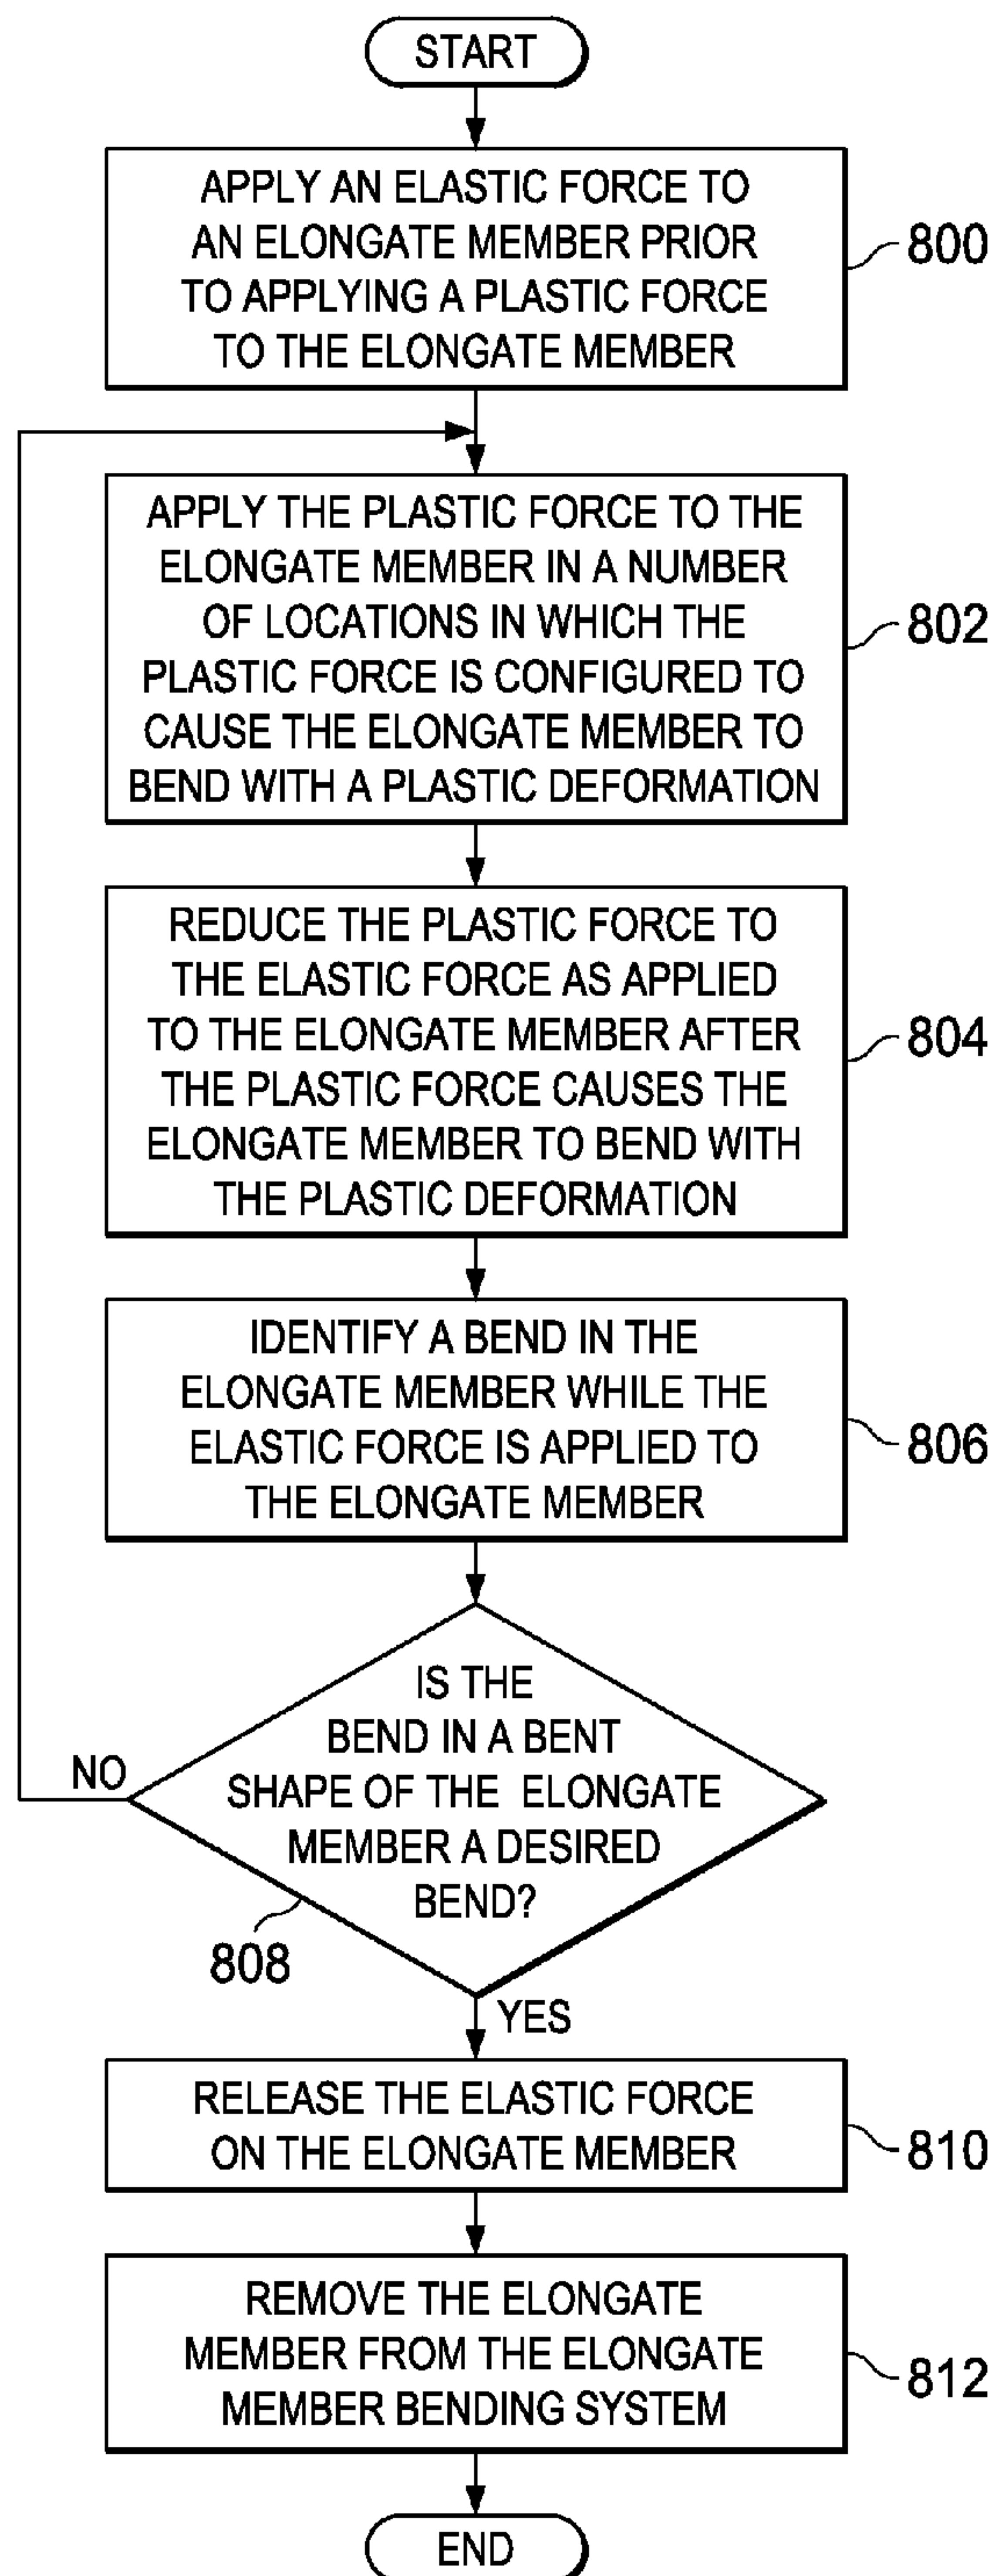 START
APPLY AN ELASTIC FORCE TO
AN ELONGATE MEMBER PRIOR
TO APPLYING A PLASTIC FORCE
TO THE ELONGATE MEMBER
800
APPLY THE PLASTIC FORCE TO THE
ELONGATE MEMBER IN A NUMBER
OF LOCATIONS IN WHICH THE
PLASTIC FORCE IS CONFIGURED TO
CAUSE THE ELONGATE MEMBER TO
BEND WITH A PLASTIC DEFORMATION
802
REDUCE THE PLASTIC FORCE TO
THE ELASTIC FORCE AS APPLIED
TO THE ELONGATE MEMBER AFTER
THE PLASTIC FORCE CAUSES THE
ELONGATE MEMBER TO BEND WITH
THE PLASTIC DEFORMATION
804
IDENTIFY A BEND IN THE
ELONGATE MEMBER WHILE THE
ELASTIC FORCE IS APPLIED TO
THE ELONGATE MEMBER
806
IS THE
BEND IN A BENT
SHAPE OF THE ELONGATE
MEMBER A DESIRED
BEND?
NO
808
YES
RELEASE THE ELASTIC FORCE
ON THE ELONGATE MEMBER
810
REMOVE THE ELONGATE
MEMBER FROM THE ELONGATE
MEMBER BENDING SYSTEM
812
END